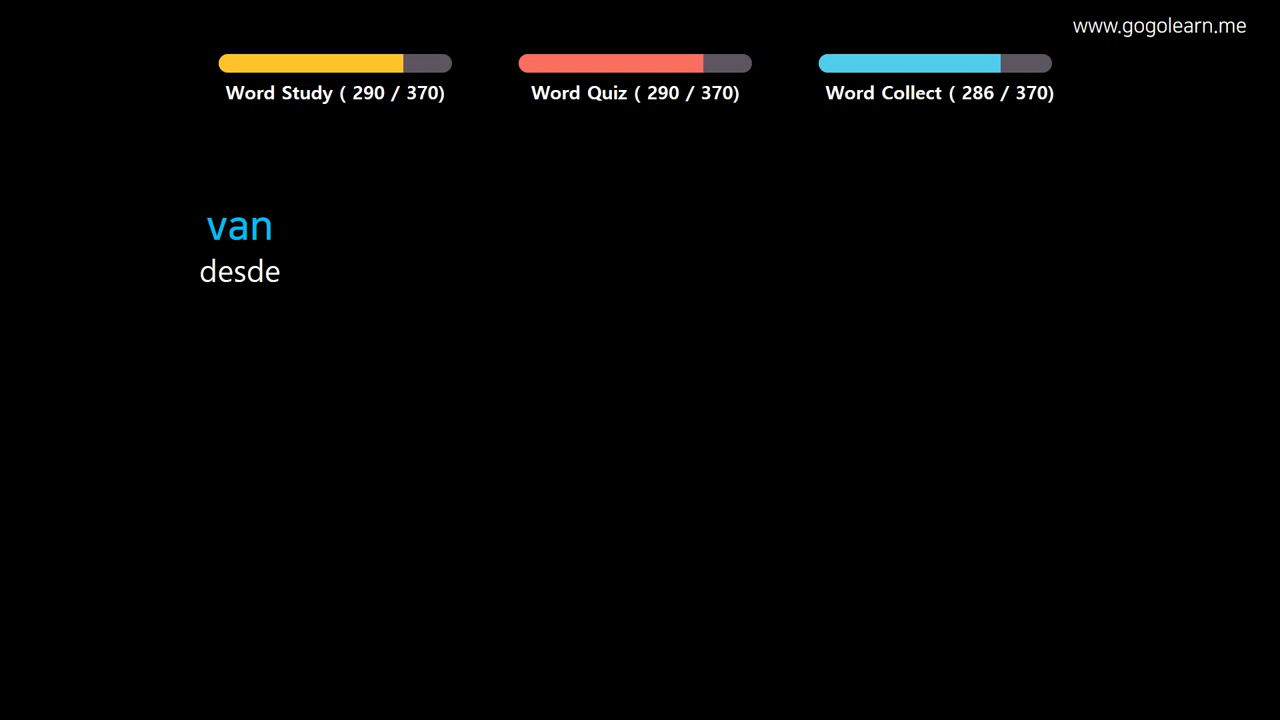 www.gogolearn.me
Word Study ( 290 / 370)
Word Quiz ( 290 / 370)
Word Collect ( 286 / 370)
van
desde